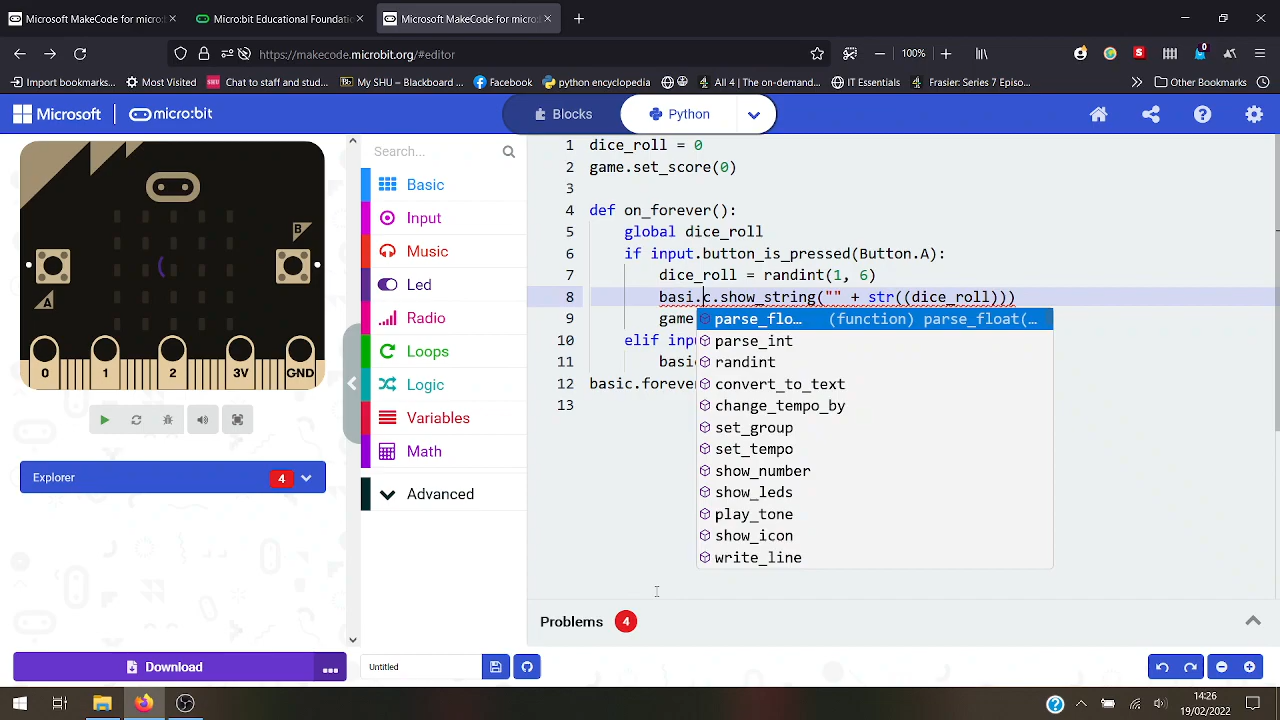 Microsoft MakeCode for micro:
Micro:bit Educational Foundatio
Microsoft MakeCode for micro:
https://makecode.microbit.org/#editor
100%
Import bookmarks...
Most Visited
SHU
Chat to staff and stud...
My SHU – Blackboard ...
Facebook
python encyclopedia
All 4 | The on-demand...
IT Essentials
Frasier: Series 7 Episo...
Other Bookmarks
Microsoft
micro:bit
Blocks
Python
Search...
Basic
Input
Music
Led
Radio
Loops
Logic
Variables
Math
Advanced
A
B
0
1
2
3V
GND
Explorer
4
1 dice_roll = 0
2 game.set_score(0)
3
4 def on_forever():
5 global dice_roll
6 if input.button_is_pressed(Button.A):
7 dice_roll = randint(1, 6)
8 basi.c.show_string("" + str((dice_roll)))
9 game
10 elif inpu
11 basi
12 basic.forever
13
parse_flo... (function) parse_float(...
parse_int
randint
convert_to_text
change_tempo_by
set_group
set_tempo
show_number
show_leds
play_tone
show_icon
write_line
Problems
4
Download
Untitled
14:26
19/02/2022